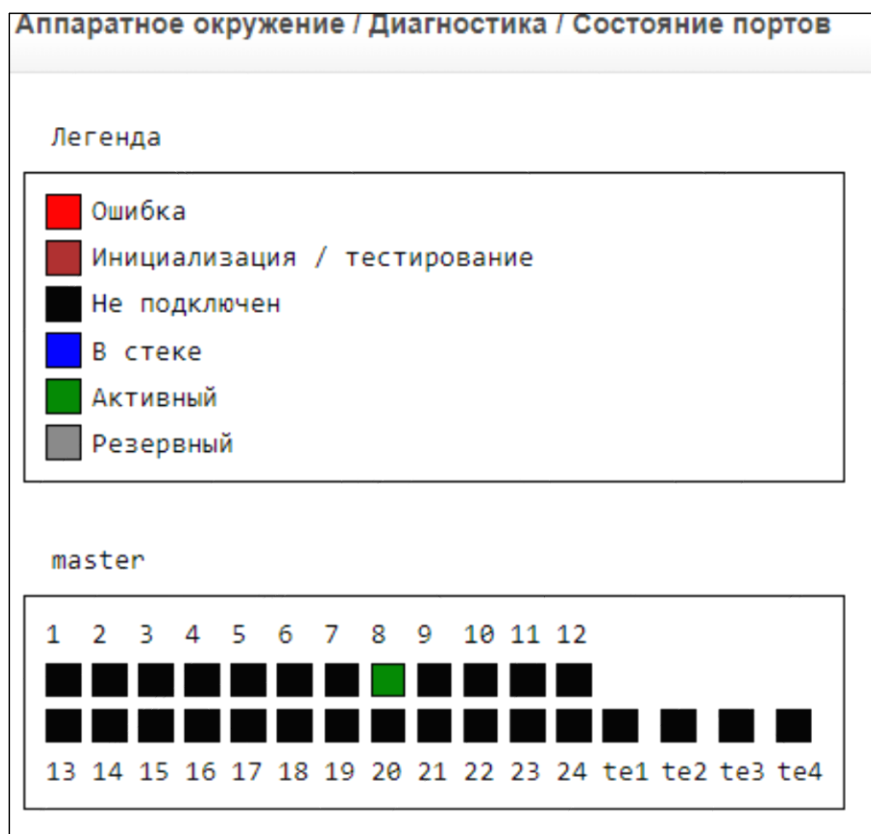 Аппаратное окружение / Диагностика / Состояние портов
Легенда
Ошибка
Инициализация / тестирование
Не подключен
В стеке
Активный
Резервный
master
1 2 3 4 5 6 7 8 9 10 11 12
13 14 15 16 17 18 19 20 21 22 23 24 te1 te2 te3 te4